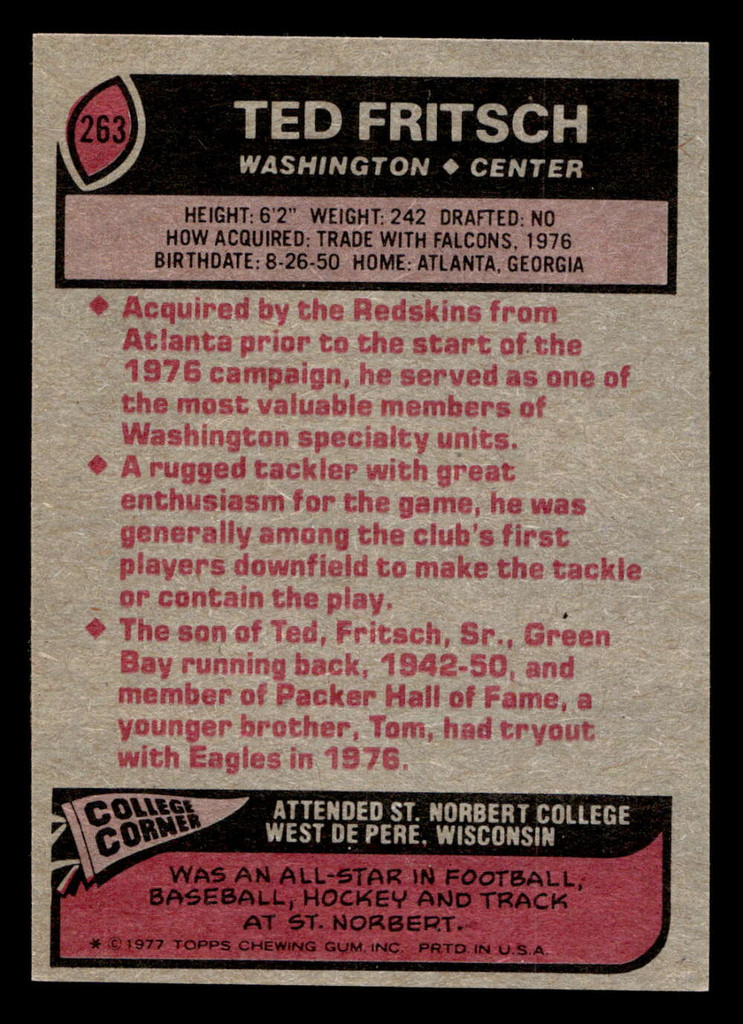 263
TED FRITSCH
WASHINGTON ◆ CENTER
HEIGHT: 6'2" WEIGHT: 242 DRAFTED: NO
HOW ACQUIRED: TRADE WITH FALCONS, 1976
BIRTHDATE: 8-26-50 HOME: ATLANTA, GEORGIA
◆ Acquired by the Redskins from
Atlanta prior to the start of the
1976 campaign, he served as one of
the most valuable members of
Washington specialty units.
◆ A rugged tackler with great
enthusiasm for the game, he was
generally among the club's first
players downfield to make the tackle
or contain the play.
◆ The son of Ted, Fritsch, Sr., Green
Bay running back, 1942-50, and
member of Packer Hall of Fame, a
younger brother, Tom, had tryout
with Eagles in 1976.
COLLEGE
CORNER
ATTENDED ST. NORBERT COLLEGE
WEST DE PERE, WISCONSIN
WAS AN ALL-STAR IN FOOTBALL,
BASEBALL, HOCKEY AND TRACK
AT ST. NORBERT.
* © 1977 TOPPS CHEWING GUM, INC. PRTD. IN U.S.A.